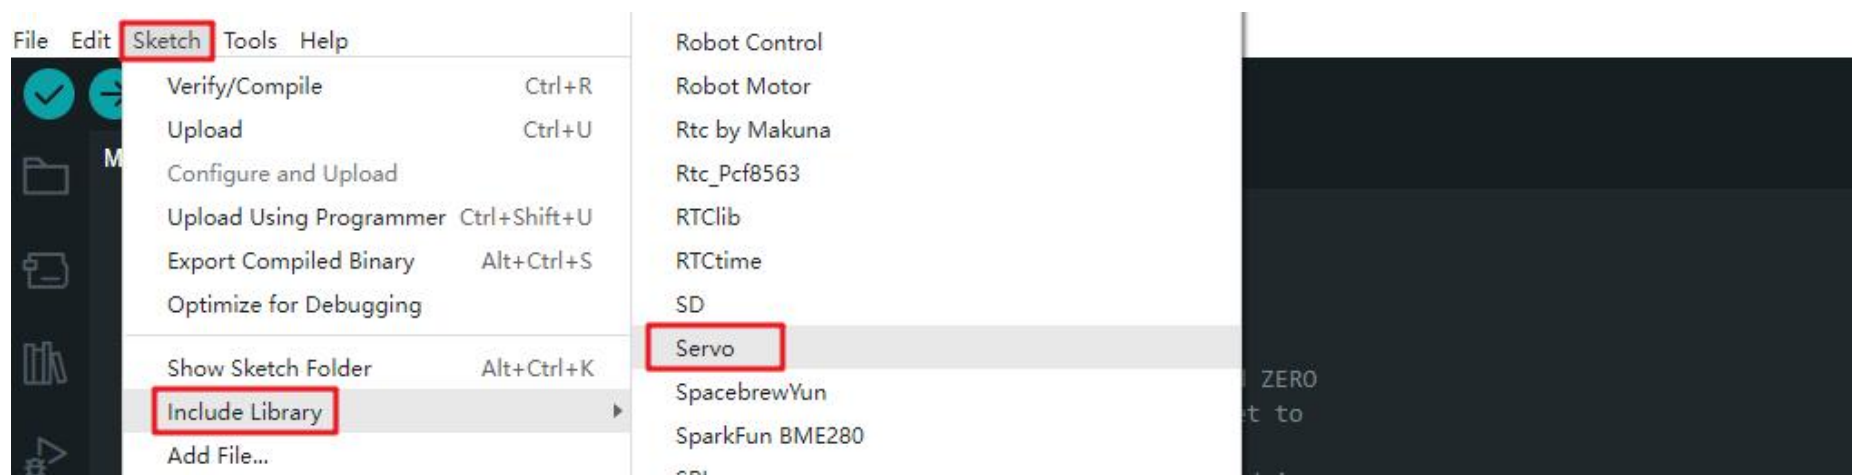 File Edit Sketch Tools Help
Verify/Compile Ctrl+R
Upload Ctrl+U
Configure and Upload
Upload Using Programmer Ctrl+Shift+U
Export Compiled Binary Alt+Ctrl+S
Optimize for Debugging
Show Sketch Folder Alt+Ctrl+K
Include Library
Add File...
Robot Control
Robot Motor
Rtc by Makuna
Rtc_Pcf8563
RTClib
RTCtime
SD
Servo
SpacebrewYun
SparkFun BME280
M
ZERO
to